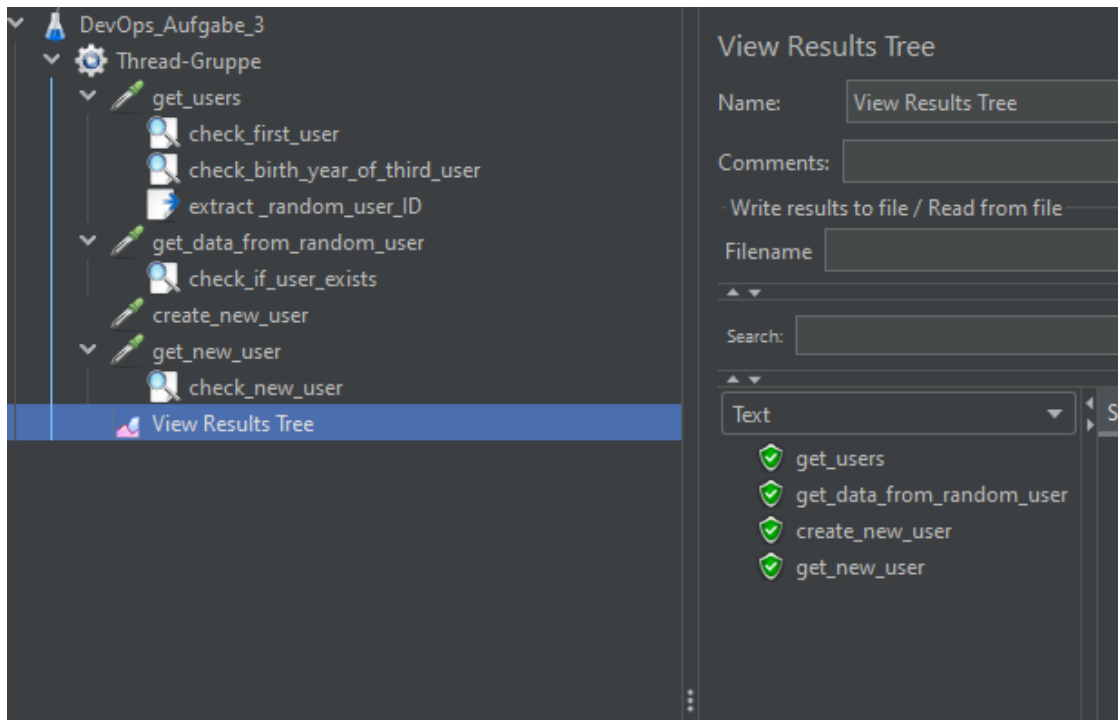 DevOps_Aufgabe_3
Thread-Gruppe
get_users
check_first_user
check_birth_year_of_third_user
extract _random_user_ID
get_data_from_random_user
check_if_user_exists
create_new_user
get_new_user
check_new_user
View Results Tree
View Results Tree
Name: View Results Tree
Comments:
Write results to file / Read from file
Filename
Search:
Text
S
get_users
get_data_from_random_user
create_new_user
get_new_user